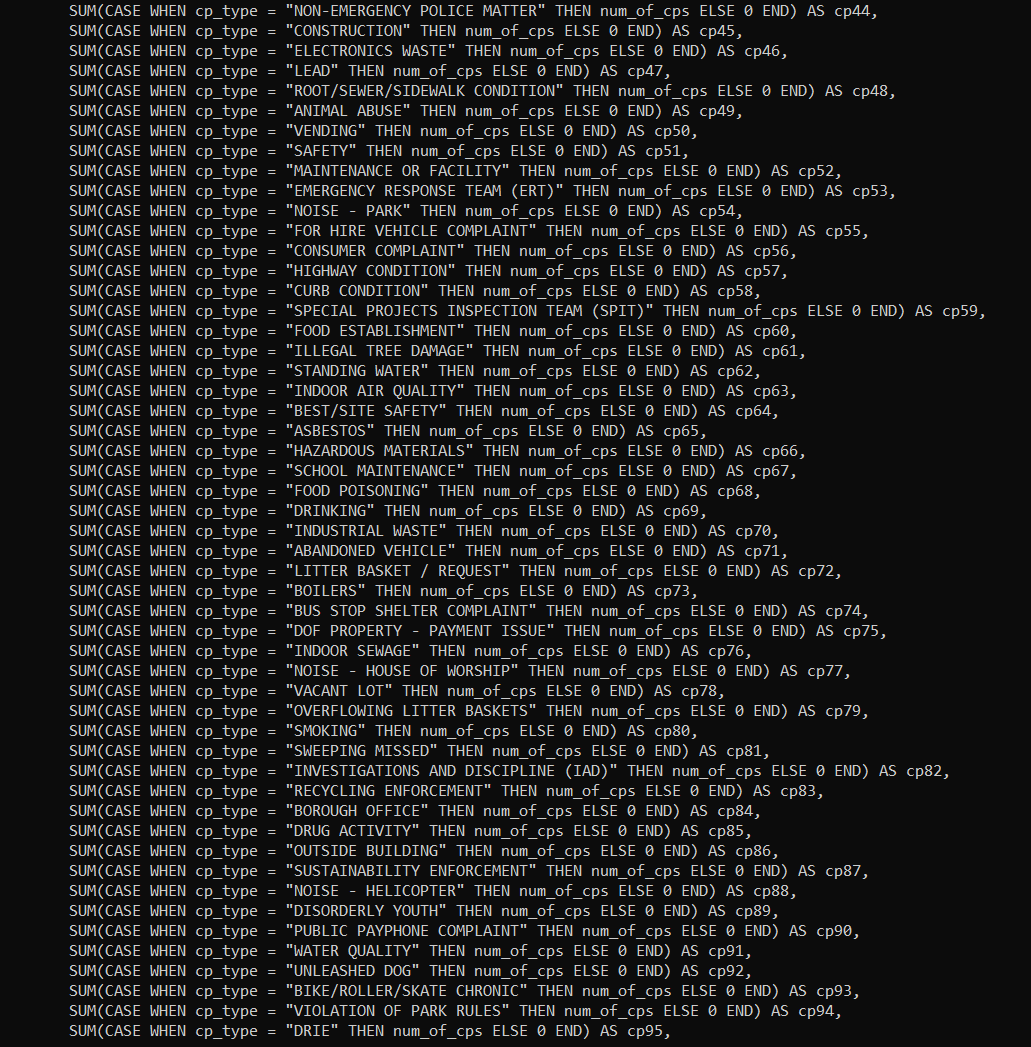 SUM(CASE WHEN cp_type = "NON-EMERGENCY POLICE MATTER" THEN num_of_cps ELSE 0 END) AS cp44,
SUM(CASE WHEN cp_type = "CONSTRUCTION" THEN num_of_cps ELSE 0 END) AS cp45,
SUM(CASE WHEN cp_type = "ELECTRONICS WASTE" THEN num_of_cps ELSE 0 END) AS cp46,
SUM(CASE WHEN cp_type = "LEAD" THEN num_of_cps ELSE 0 END) AS cp47,
SUM(CASE WHEN cp_type = "ROOT/SEWER/SIDEWALK CONDITION" THEN num_of_cps ELSE 0 END) AS cp48,
SUM(CASE WHEN cp_type = "ANIMAL ABUSE" THEN num_of_cps ELSE 0 END) AS cp49,
SUM(CASE WHEN cp_type = "VENDING" THEN num_of_cps ELSE 0 END) AS cp50,
SUM(CASE WHEN cp_type = "SAFETY" THEN num_of_cps ELSE 0 END) AS cp51,
SUM(CASE WHEN cp_type = "MAINTENANCE OR FACILITY" THEN num_of_cps ELSE 0 END) AS cp52,
SUM(CASE WHEN cp_type = "EMERGENCY RESPONSE TEAM (ERT)" THEN num_of_cps ELSE 0 END) AS cp53,
SUM(CASE WHEN cp_type = "NOISE - PARK" THEN num_of_cps ELSE 0 END) AS cp54,
SUM(CASE WHEN cp_type = "FOR HIRE VEHICLE COMPLAINT" THEN num_of_cps ELSE 0 END) AS cp55,
SUM(CASE WHEN cp_type = "CONSUMER COMPLAINT" THEN num_of_cps ELSE 0 END) AS cp56,
SUM(CASE WHEN cp_type = "HIGHWAY CONDITION" THEN num_of_cps ELSE 0 END) AS cp57,
SUM(CASE WHEN cp_type = "CURB CONDITION" THEN num_of_cps ELSE 0 END) AS cp58,
SUM(CASE WHEN cp_type = "SPECIAL PROJECTS INSPECTION TEAM (SPIT)" THEN num_of_cps ELSE 0 END) AS cp59,
SUM(CASE WHEN cp_type = "FOOD ESTABLISHMENT" THEN num_of_cps ELSE 0 END) AS cp60,
SUM(CASE WHEN cp_type = "ILLEGAL TREE DAMAGE" THEN num_of_cps ELSE 0 END) AS cp61,
SUM(CASE WHEN cp_type = "STANDING WATER" THEN num_of_cps ELSE 0 END) AS cp62,
SUM(CASE WHEN cp_type = "INDOOR AIR QUALITY" THEN num_of_cps ELSE 0 END) AS cp63,
SUM(CASE WHEN cp_type = "BEST/SITE SAFETY" THEN num_of_cps ELSE 0 END) AS cp64,
SUM(CASE WHEN cp_type = "ASBESTOS" THEN num_of_cps ELSE 0 END) AS cp65,
SUM(CASE WHEN cp_type = "HAZARDOUS MATERIALS" THEN num_of_cps ELSE 0 END) AS cp66,
SUM(CASE WHEN cp_type = "SCHOOL MAINTENANCE" THEN num_of_cps ELSE 0 END) AS cp67,
SUM(CASE WHEN cp_type = "FOOD POISONING" THEN num_of_cps ELSE 0 END) AS cp68,
SUM(CASE WHEN cp_type = "DRINKING" THEN num_of_cps ELSE 0 END) AS cp69,
SUM(CASE WHEN cp_type = "INDUSTRIAL WASTE" THEN num_of_cps ELSE 0 END) AS cp70,
SUM(CASE WHEN cp_type = "ABANDONED VEHICLE" THEN num_of_cps ELSE 0 END) AS cp71,
SUM(CASE WHEN cp_type = "LITTER BASKET / REQUEST" THEN num_of_cps ELSE 0 END) AS cp72,
SUM(CASE WHEN cp_type = "BOILERS" THEN num_of_cps ELSE 0 END) AS cp73,
SUM(CASE WHEN cp_type = "BUS STOP SHELTER COMPLAINT" THEN num_of_cps ELSE 0 END) AS cp74,
SUM(CASE WHEN cp_type = "DOF PROPERTY - PAYMENT ISSUE" THEN num_of_cps ELSE 0 END) AS cp75,
SUM(CASE WHEN cp_type = "INDOOR SEWAGE" THEN num_of_cps ELSE 0 END) AS cp76,
SUM(CASE WHEN cp_type = "NOISE - HOUSE OF WORSHIP" THEN num_of_cps ELSE 0 END) AS cp77,
SUM(CASE WHEN cp_type = "VACANT LOT" THEN num_of_cps ELSE 0 END) AS cp78,
SUM(CASE WHEN cp_type = "OVERFLOWING LITTER BASKETS" THEN num_of_cps ELSE 0 END) AS cp79,
SUM(CASE WHEN cp_type = "SMOKING" THEN num_of_cps ELSE 0 END) AS cp80,
SUM(CASE WHEN cp_type = "SWEEPING MISSED" THEN num_of_cps ELSE 0 END) AS cp81,
SUM(CASE WHEN cp_type = "INVESTIGATIONS AND DISCIPLINE (IAD)" THEN num_of_cps ELSE 0 END) AS cp82,
SUM(CASE WHEN cp_type = "RECYCLING ENFORCEMENT" THEN num_of_cps ELSE 0 END) AS cp83,
SUM(CASE WHEN cp_type = "BOROUGH OFFICE" THEN num_of_cps ELSE 0 END) AS cp84,
SUM(CASE WHEN cp_type = "DRUG ACTIVITY" THEN num_of_cps ELSE 0 END) AS cp85,
SUM(CASE WHEN cp_type = "OUTSIDE BUILDING" THEN num_of_cps ELSE 0 END) AS cp86,
SUM(CASE WHEN cp_type = "SUSTAINABILITY ENFORCEMENT" THEN num_of_cps ELSE 0 END) AS cp87,
SUM(CASE WHEN cp_type = "NOISE - HELICOPTER" THEN num_of_cps ELSE 0 END) AS cp88,
SUM(CASE WHEN cp_type = "DISORDERLY YOUTH" THEN num_of_cps ELSE 0 END) AS cp89,
SUM(CASE WHEN cp_type = "PUBLIC PAYPHONE COMPLAINT" THEN num_of_cps ELSE 0 END) AS cp90,
SUM(CASE WHEN cp_type = "WATER QUALITY" THEN num_of_cps ELSE 0 END) AS cp91,
SUM(CASE WHEN cp_type = "UNLEASHED DOG" THEN num_of_cps ELSE 0 END) AS cp92,
SUM(CASE WHEN cp_type = "BIKE/ROLLER/SKATE CHRONIC" THEN num_of_cps ELSE 0 END) AS cp93,
SUM(CASE WHEN cp_type = "VIOLATION OF PARK RULES" THEN num_of_cps ELSE 0 END) AS cp94,
SUM(CASE WHEN cp_type = "DRIE" THEN num_of_cps ELSE 0 END) AS cp95,